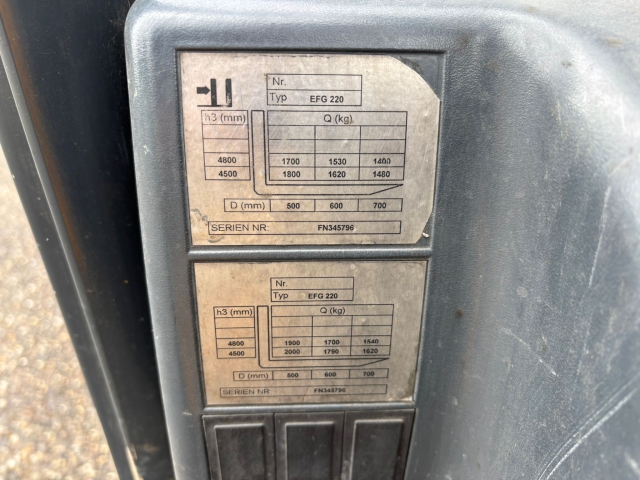 Nr.
Typ EFG 220
h3 (mm) Q (kg)
4800 1700 1530 1400
4500 1800 1620 1480
D (mm) 500 600 700
SERIEN NR: FN345796
Nr.
Typ EFG 220
h3 (mm) Q (kg)
4800 1900 1700 1540
4500 2000 1790 1620
D (mm) 500 600 700
SERIEN NR: FN345796